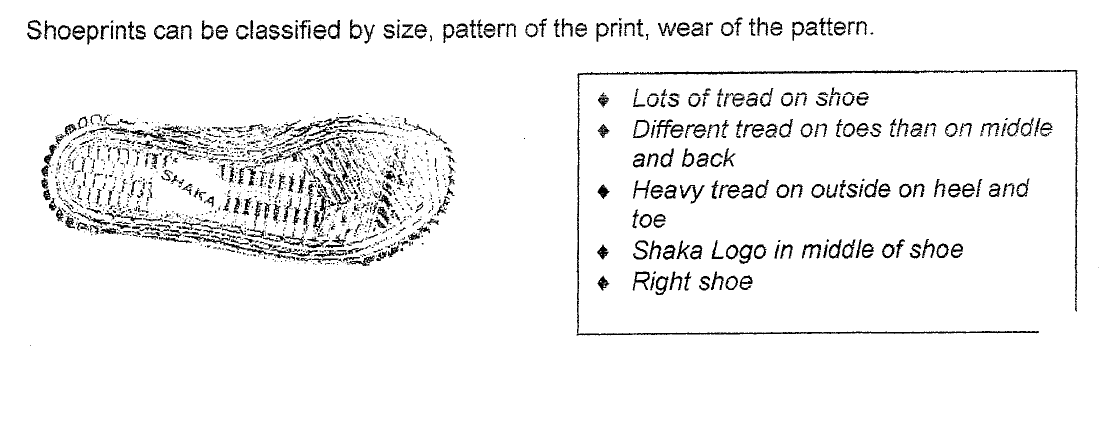 Shoeprints can be classified by size, pattern of the print, wear of the pattern.
SHAKA
Lots of tread on shoe
Different tread on toes than on middle
and back
Heavy tread on outside on heel and
toe
Shaka Logo in middle of shoe
Right shoe